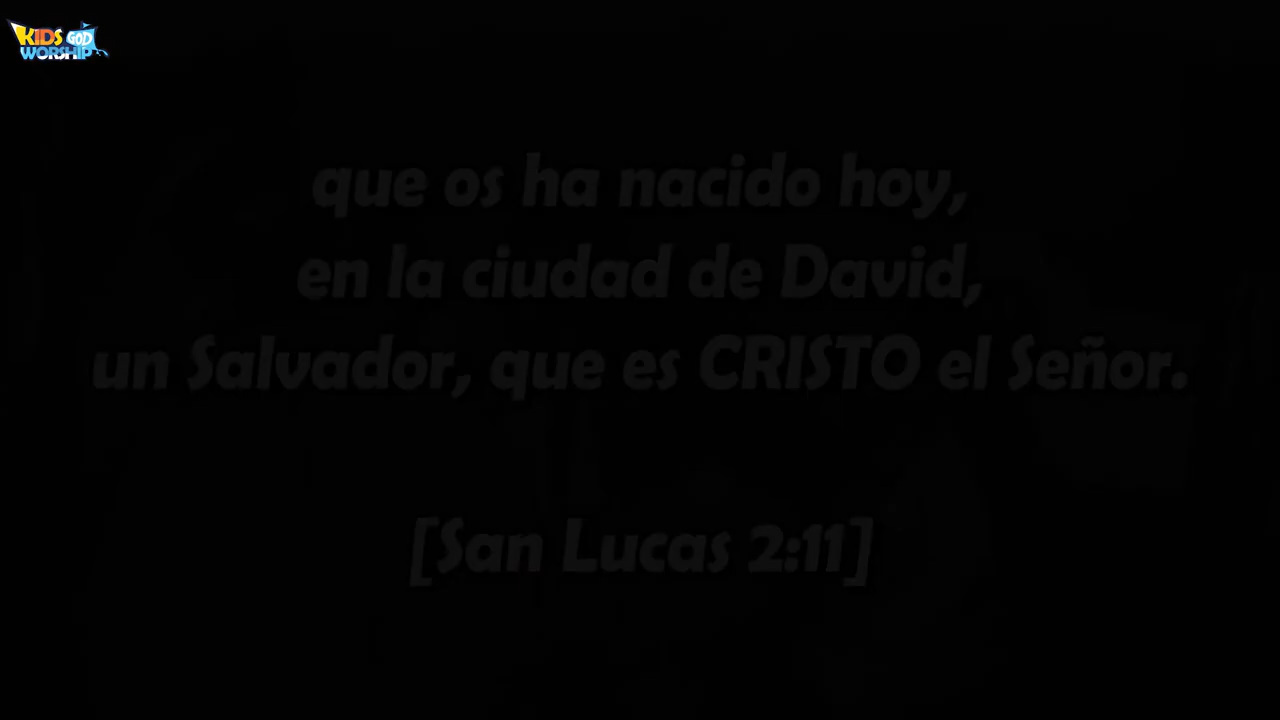 KIDS GOD
WORSHIP
que os ha nacido hoy,
en la ciudad de David,
un Salvador, que es CRISTO el Señor.
[San Lucas 2:11]